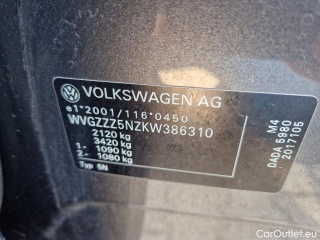 VOLKSWAGEN AG
e1*2001/116*0450
WVGZZZ5NZKW386310
2120 kg
3420 kg
1.- 1090 kg
2.- 1080 kg
Typ 5N
M4
DADA 5980
2017105
CarOutlet.eu